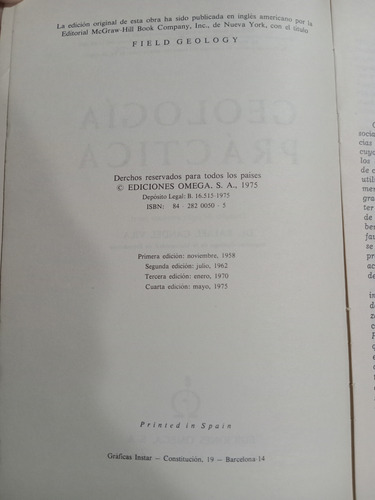 La edición original de esta obra ha sido publicada en inglés americano por la
Editorial McGraw-Hill Book Company, Inc., de Nueva York, con el título
FIELD GEOLOGY
GEOLOGÍA
PRACTICA
Derchos reservados para todos los países
© EDICIONES OMEGA, S. A., 1975
Depósito Legal: B. 16.515-1975
ISBN: 84 - 282 0050 - 5
Primera edición: noviembre, 1958
Segunda edición: julio, 1962
Tercera edición: enero, 1970
Cuarta edición: mayo, 1975
Printed in Spain
Gráficas Instar — Constitución, 19 — Barcelona-14